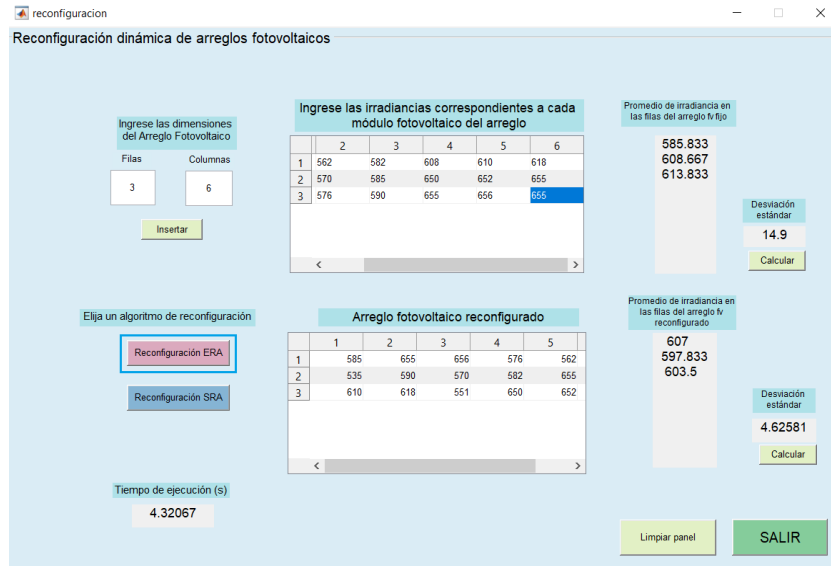 reconfiguracion
Reconfiguración dinámica de arreglos fotovoltaicos
Ingrese las dimensiones
del Arreglo Fotovoltaico
Filas Columnas
3 6
Insertar
Ingrese las irradiancias correspondientes a cada
módulo fotovoltaico del arreglo
2 3 4 5 6
1 562 582 608 610 618
2 570 585 650 652 655
3 576 590 655 656 655
Promedio de irradiancia en
las filas del arreglo fv fijo
585.833
608.667
613.833
Desviación
estándar
14.9
Calcular
Elija un algoritmo de reconfiguración
Reconfiguración ERA
Reconfiguración SRA
Arreglo fotovoltaico reconfigurado
1 2 3 4 5
1 585 655 656 576 562
2 535 590 570 582 655
3 610 618 551 650 652
Promedio de irradiancia en
las filas del arreglo fv
reconfigurado
607
597.833
603.5
Desviación
estándar
4.62581
Calcular
Tiempo de ejecución (s)
4.32067
Limpiar panel
SALIR